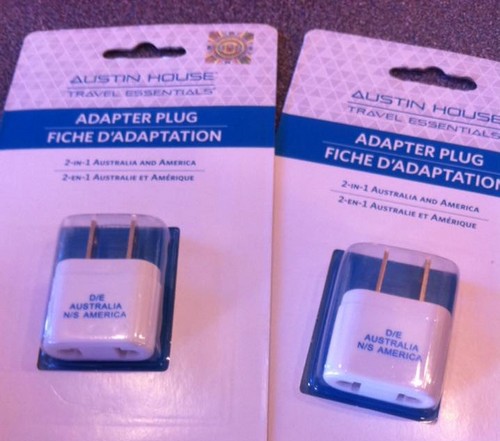 AUSTIN HOUSE
TRAVEL ESSENTIALS®
ADAPTER PLUG
FICHE D'ADAPTATION
2-IN-1 AUSTRALIA AND AMERICA
2-EN-1 AUSTRALIE ET AMÉRIQUE
D/E
AUSTRALIA
N/S AMERICA
AUSTIN HOUSE
TRAVEL ESSENTIALS
ADAPTER PLUG
FICHE D'ADAPTATION
2-IN-1 AUSTRALIA AND AMERICA
2-EN-1 AUSTRALIE ET AMÉRIQUE
D/E
AUSTRALIA
N/S AMERICA